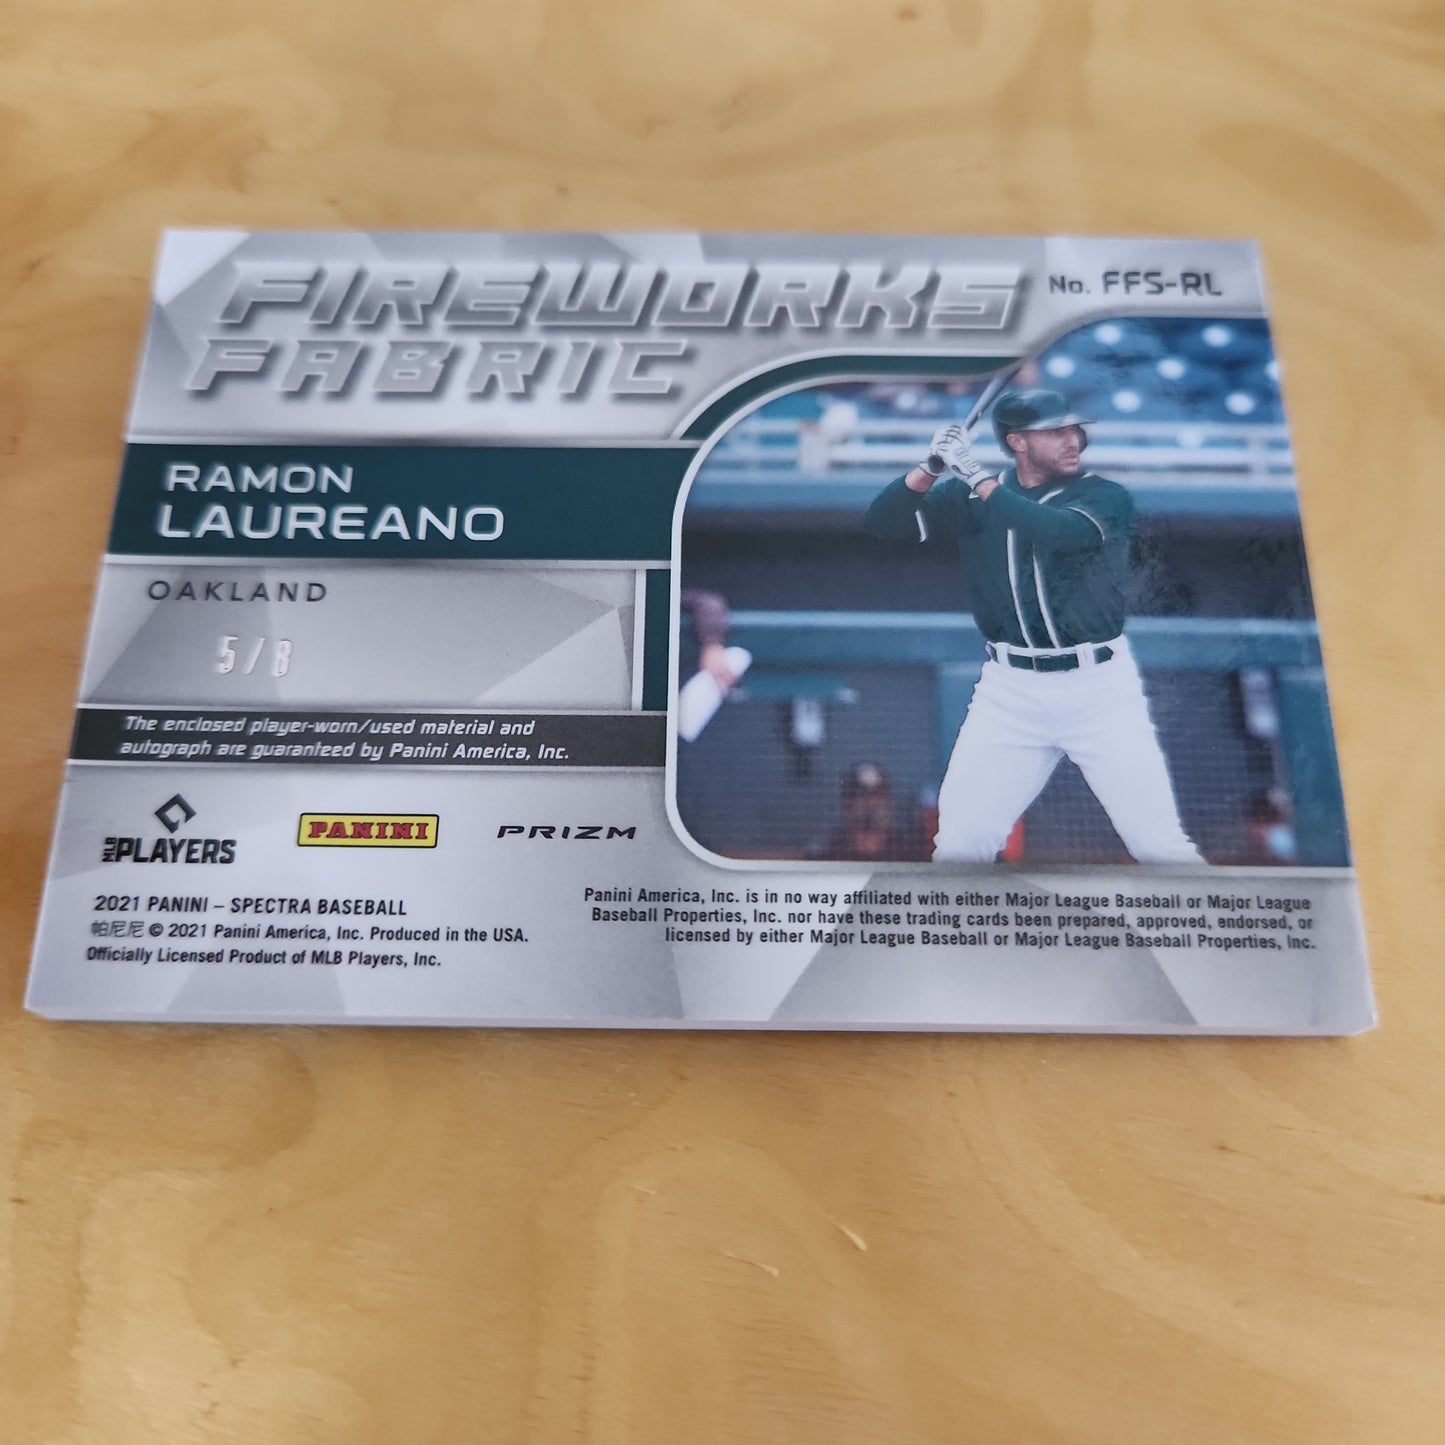 FIREWORKS
FABRIC
No. FFS-RL
RAMON
LAUREANO
OAKLAND
5/8
The enclosed player-worn/used material and
autograph are guaranteed by Panini America, Inc.
MLB PLAYERS
PANINI
PRIZM
2021 PANINI – SPECTRA BASEBALL
帕尼尼 © 2021 Panini America, Inc. Produced in the USA.
Officially Licensed Product of MLB Players, Inc.
Panini America, Inc. is in no way affiliated with either Major League Baseball or Major League
Baseball Properties, Inc. nor have these trading cards been prepared, approved, endorsed, or
licensed by either Major League Baseball or Major League Baseball Properties, Inc.